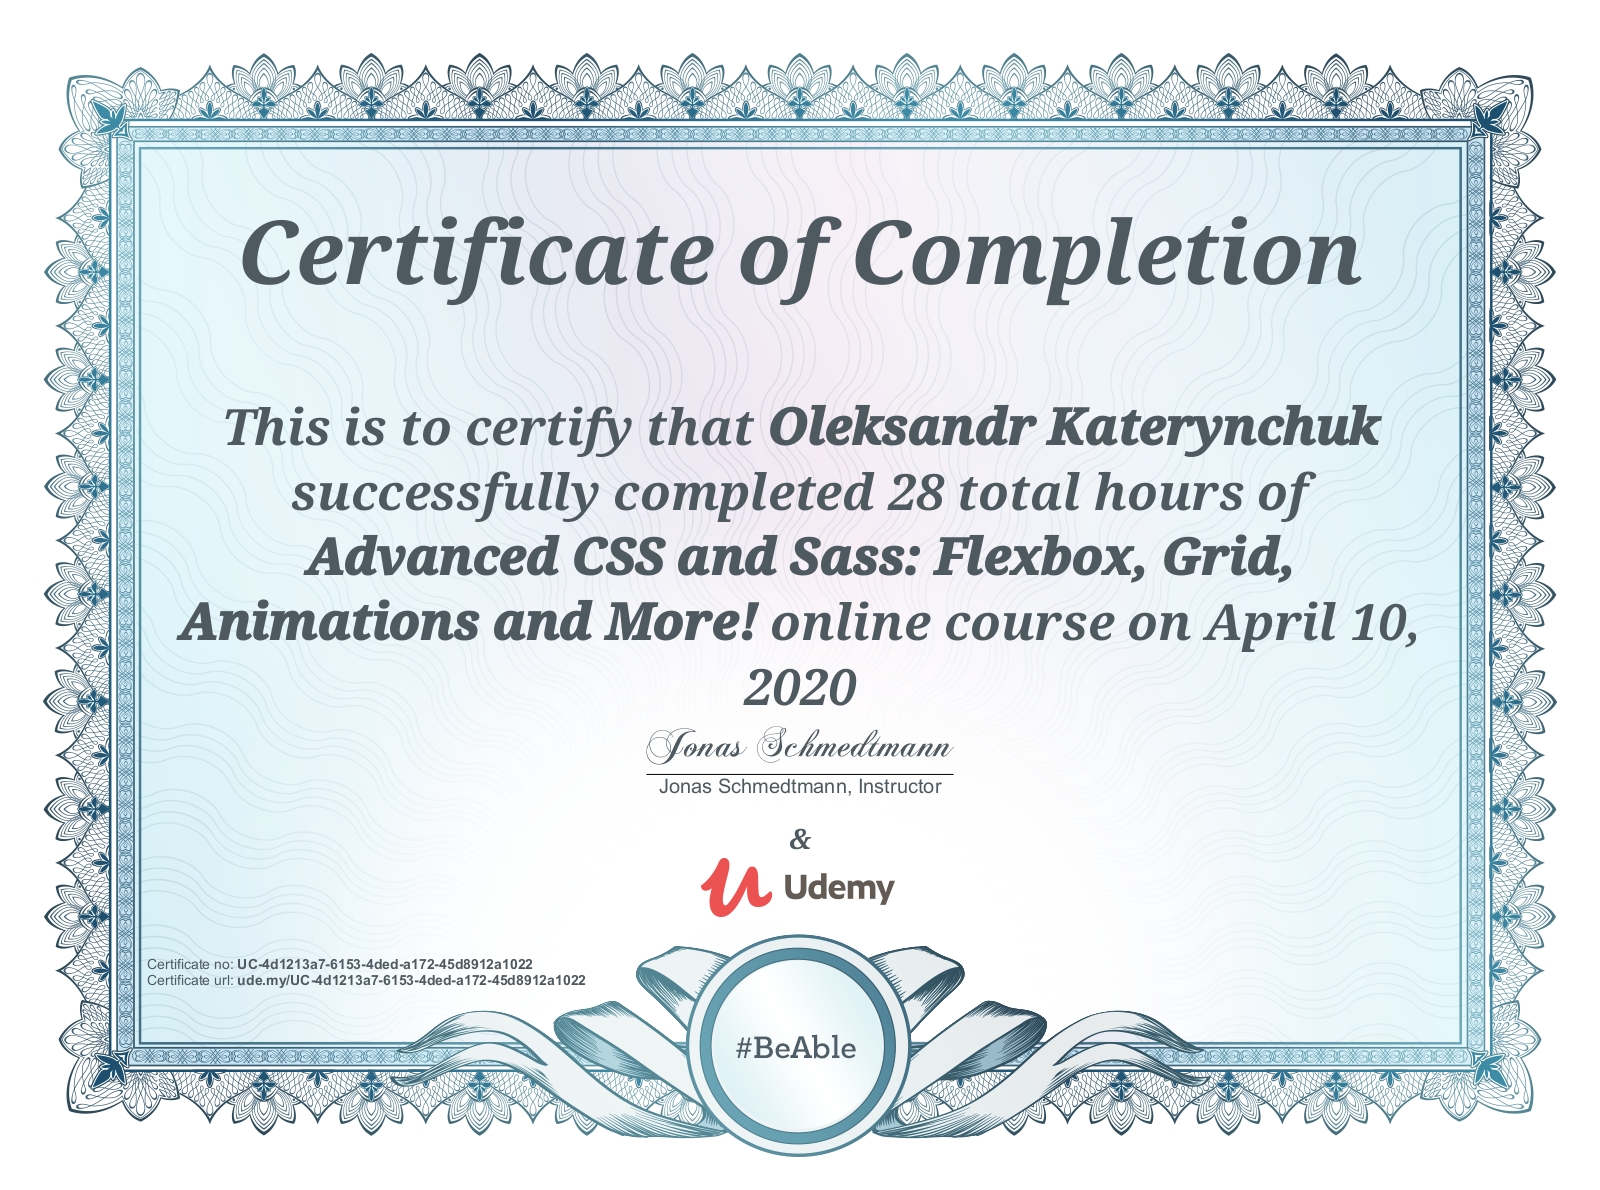 Certificate of Completion
This is to certify that Oleksandr Katerynchuk
successfully completed 28 total hours of
Advanced CSS and Sass: Flexbox, Grid,
Animations and More! online course on April 10,
2020
Jonas Schmedtmann
Jonas Schmedtmann, Instructor
&
Udemy
Certificate no: UC-4d1213a7-6153-4ded-a172-45d8912a1022
Certificate url: ude.my/UC-4d1213a7-6153-4ded-a172-45d8912a1022
#BeAble